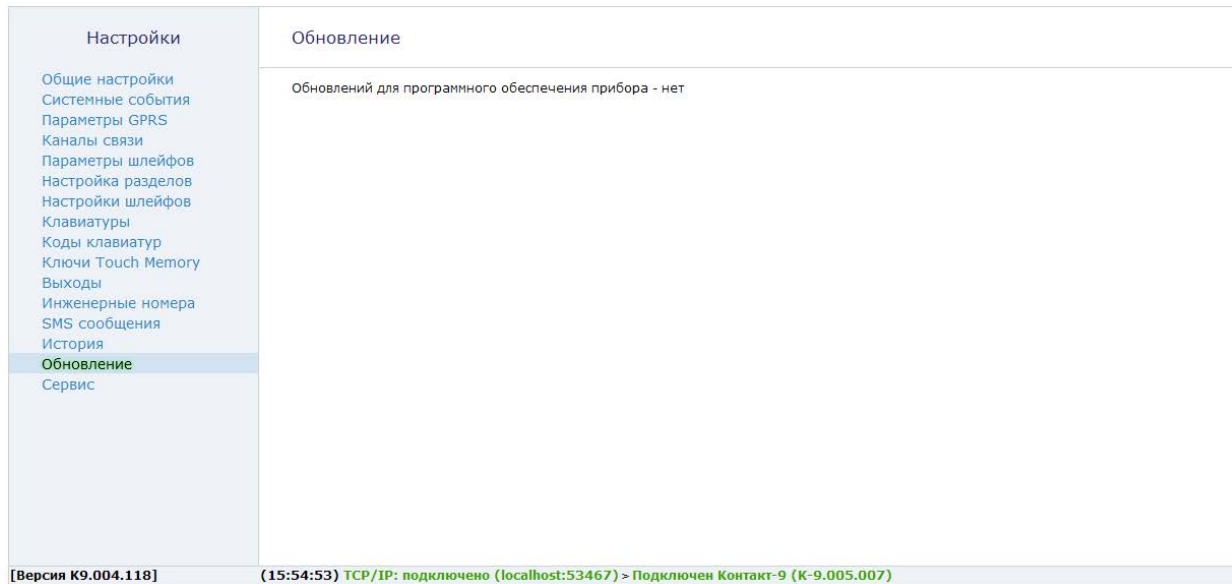 Настройки
Общие настройки
Системные события
Параметры GPRS
Каналы связи
Параметры шлейфов
Настройка разделов
Настройки шлейфов
Клавиатуры
Коды клавиатур
Ключи Touch Memory
Выходы
Инженерные номера
SMS сообщения
История
Обновление
Сервис
Обновление
Обновлений для программного обеспечения прибора - нет
[Версия K9.004.118]
(15:54:53) TCP/IP: подключено (localhost:53467) > Подключен Контакт-9 (K-9.005.007)